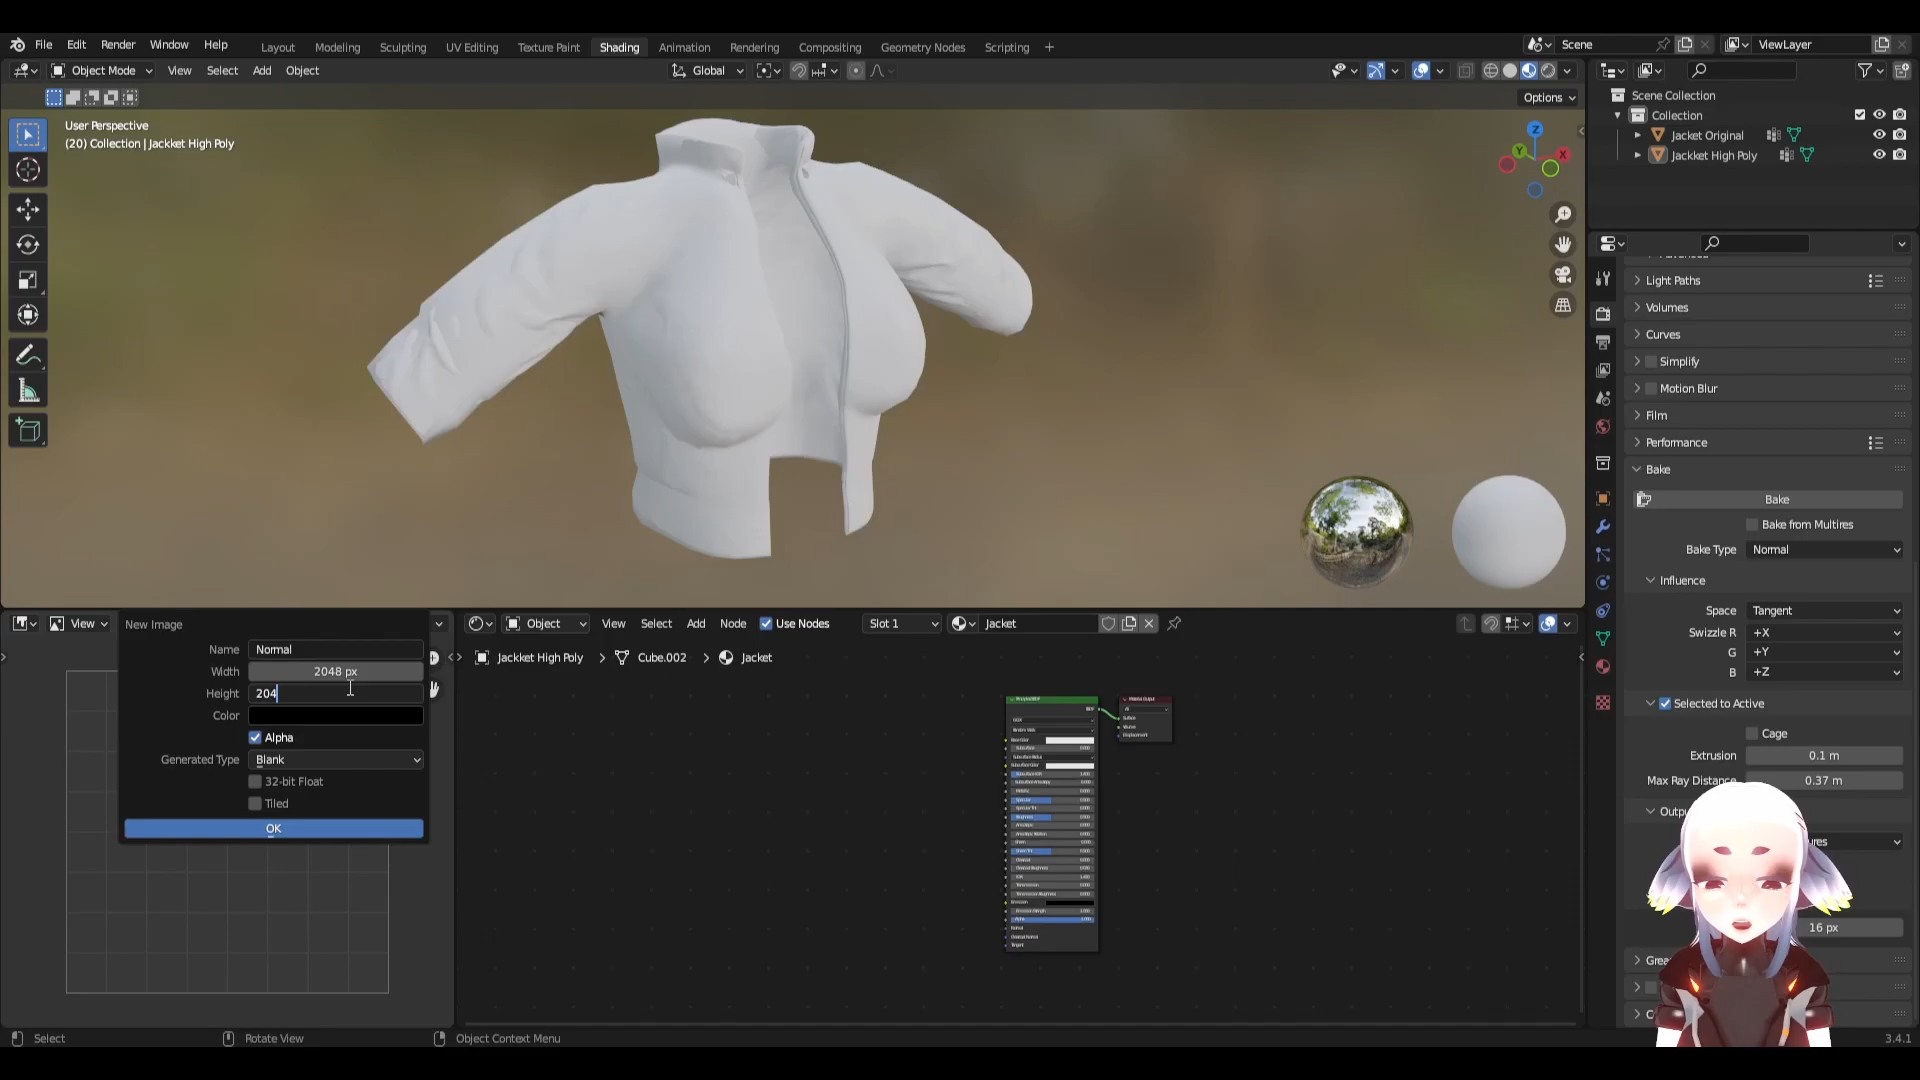 File Edit Render Window Help Layout Modeling Sculpting UV Editing Texture Paint Shading Animation Rendering Compositing Geometry Nodes Scripting + Scene ViewLayer
Object Mode View Select Add Object Global
Options
User Perspective
(20) Collection | Jackket High Poly
Z
Y
X
Scene Collection
Collection
Jacket Original
Jackket High Poly
Light Paths
Volumes
Curves
Simplify
Motion Blur
Film
Performance
Bake
Bake
Bake from Multires
Bake Type Normal
Influence
Space Tangent
Swizzle R +X
G +Y
B +Z
Selected to Active
Cage
Extrusion 0.1 m
Max Ray Distance 0.37 m
16 px
View
New Image
Name Normal
Width 2048 px
Height 204
Color
Alpha
Generated Type Blank
32-bit Float
Tiled
OK
Object View Select Add Node Use Nodes Slot 1 Jacket
Jackket High Poly > Cube.002 > Jacket
Select Rotate View Object Context Menu 3.4.1